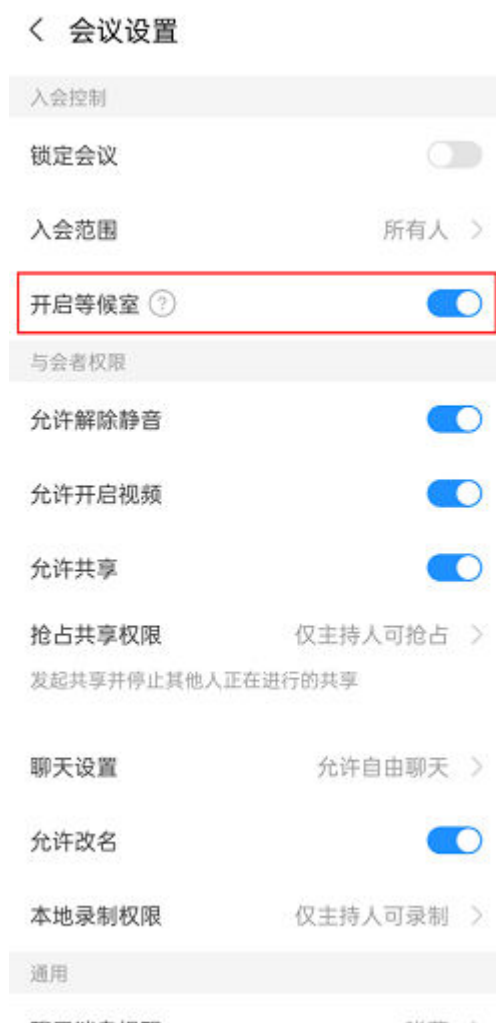 会议设置
入会控制
锁定会议
入会范围 所有人
开启等候室 ?
与会者权限
允许解除静音
允许开启视频
允许共享
抢占共享权限 仅主持人可抢占
发起共享并停止其他人正在进行的共享
聊天设置 允许自由聊天
允许改名
本地录制权限 仅主持人可录制
通用